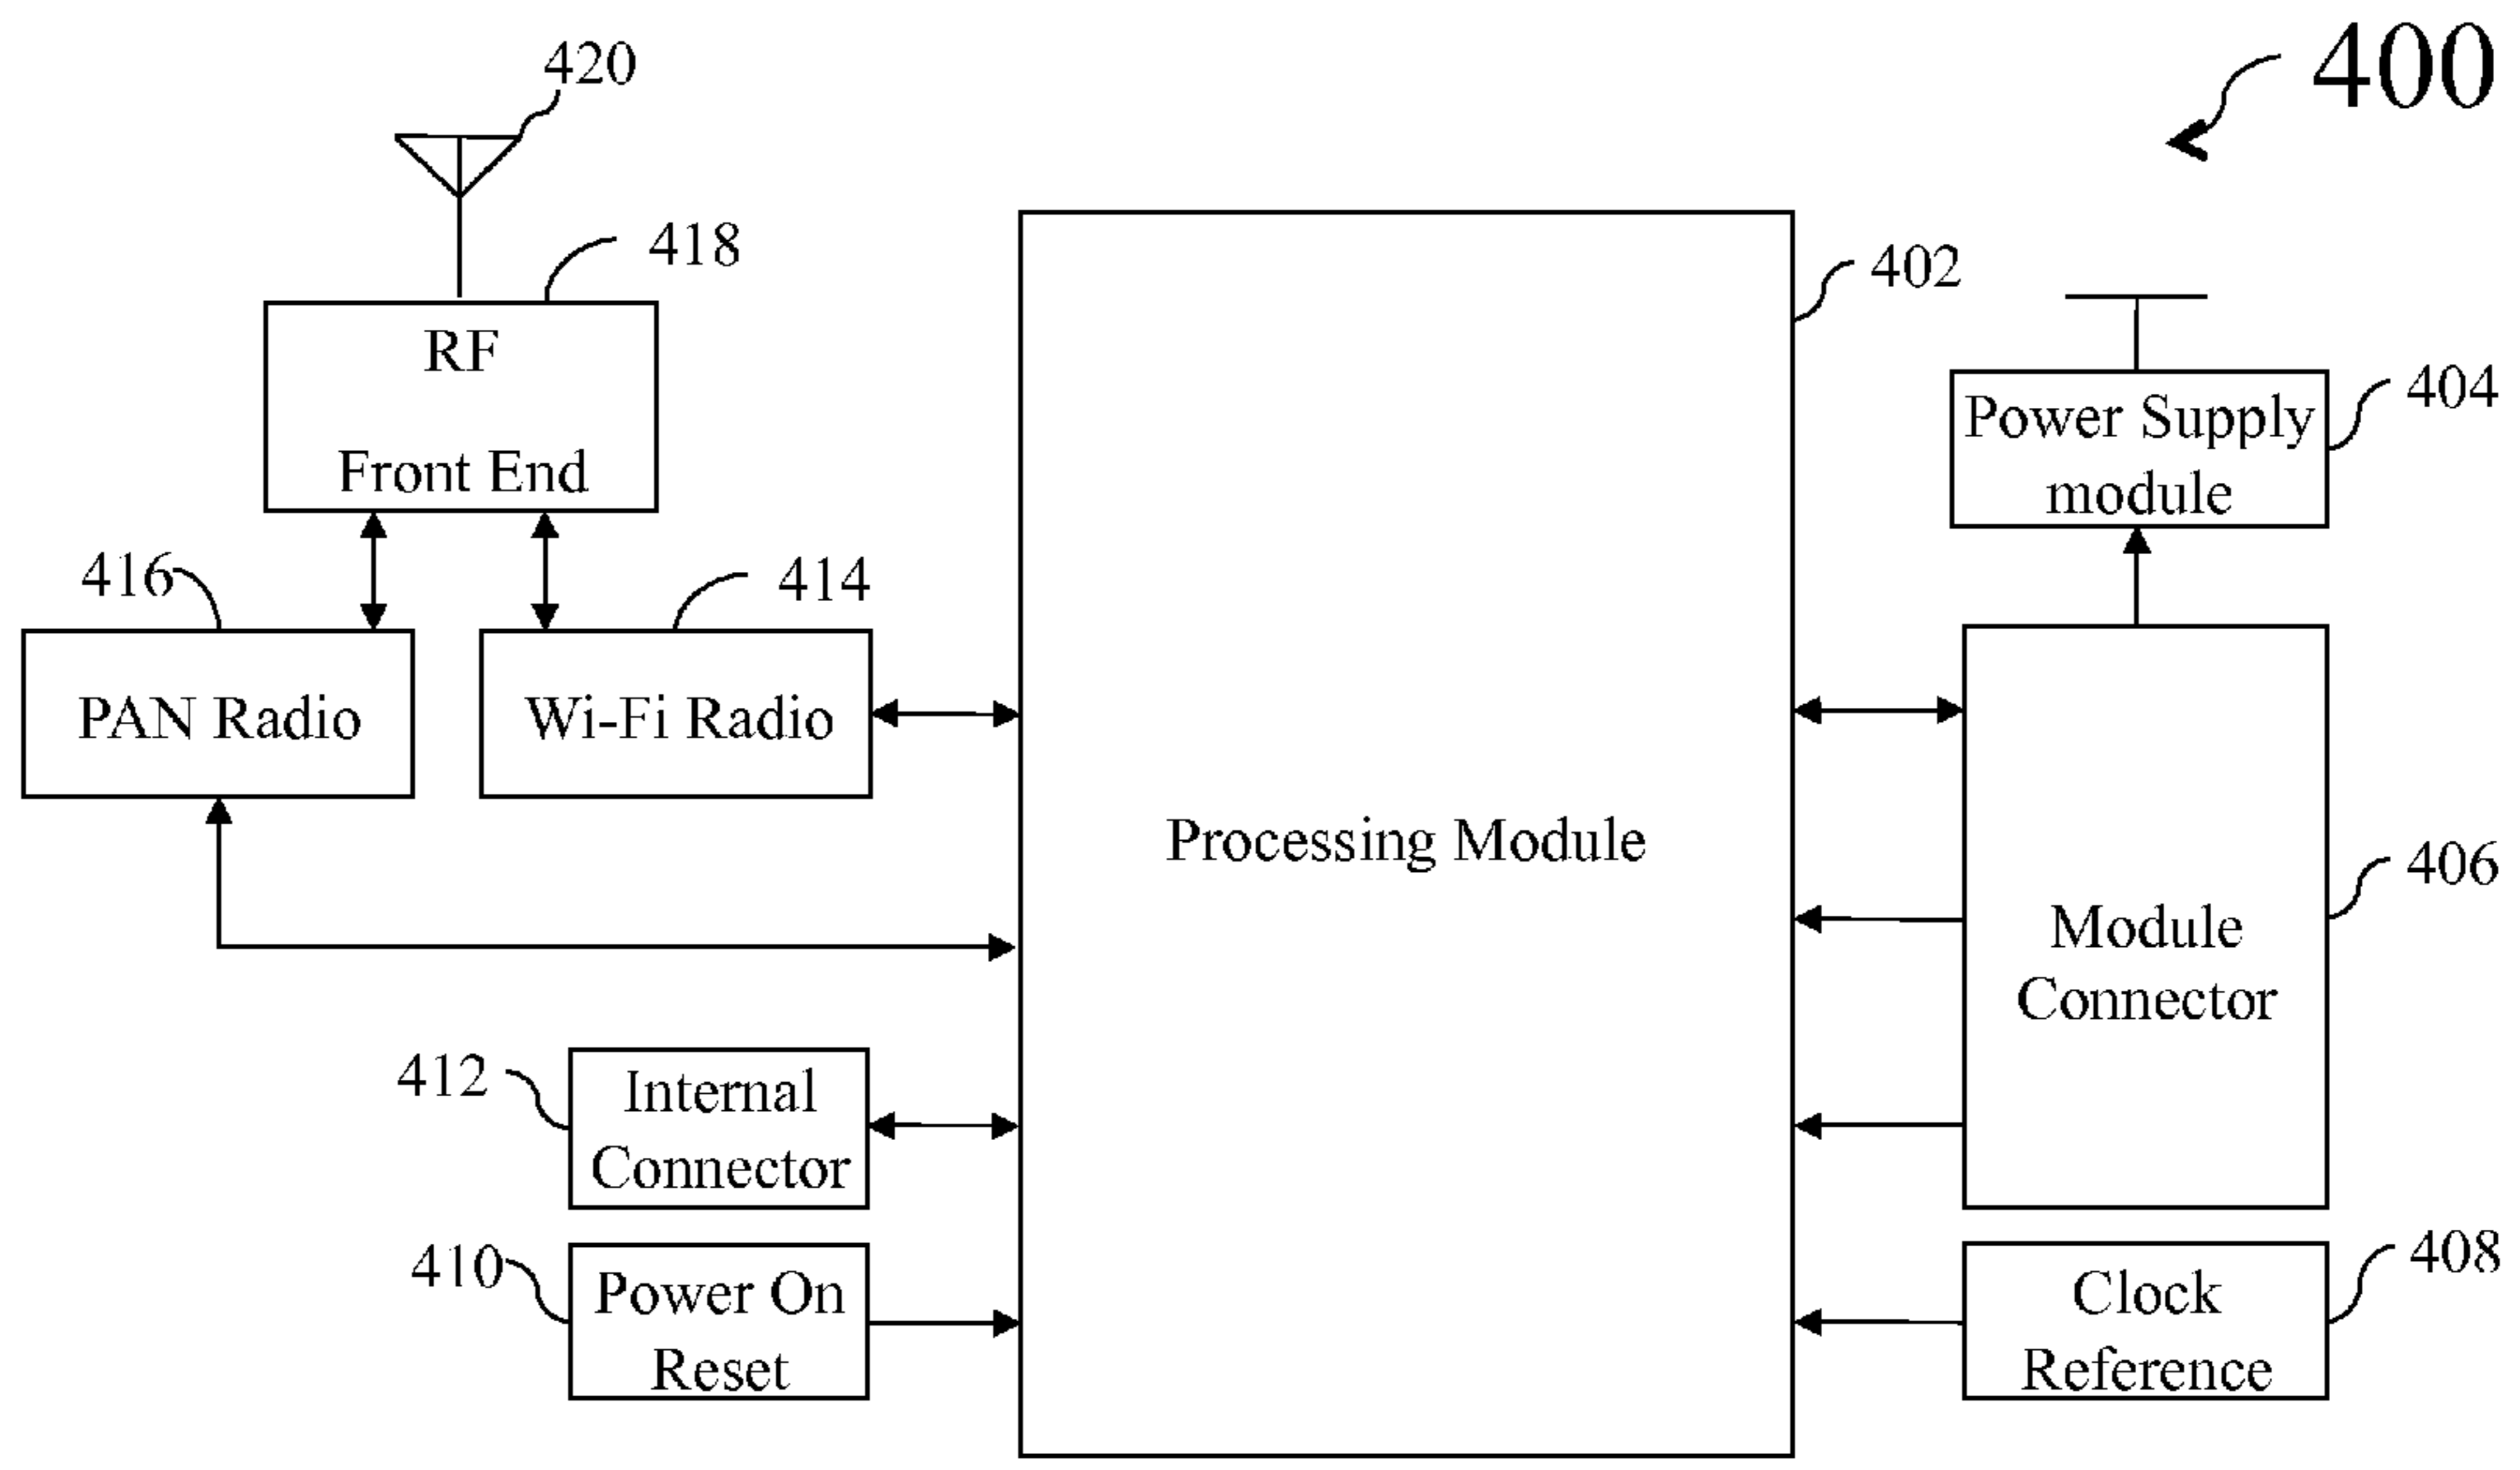 400
420
418
RF
Front End
402
404
Power Supply
module
416
414
PAN Radio
Wi-Fi Radio
Processing Module
406
Module
Connector
412
Internal
Connector
410
Power On
Reset
408
Clock
Reference